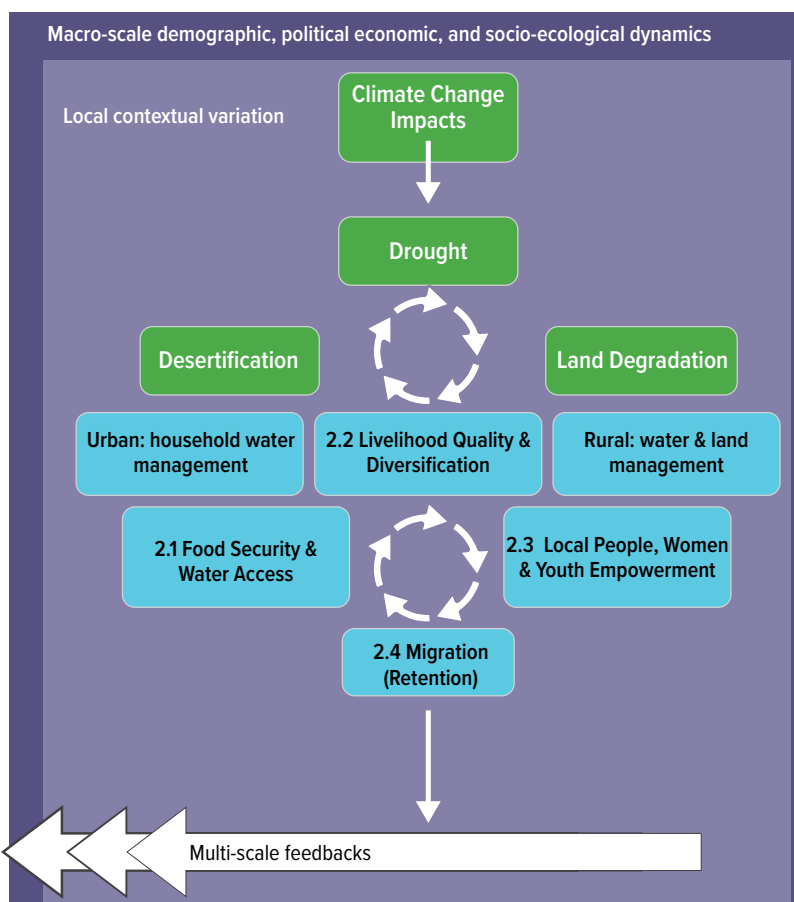 Macro-scale demographic, political economic, and socio-ecological dynamics
Local contextual variation
Climate Change
Impacts
Drought
Desertification
Land Degradation
Urban: household water
management
2.2 Livelihood Quality &
Diversification
Rural: water & land
management
2.1 Food Security &
Water Access
2.3 Local People, Women
& Youth Empowerment
2.4 Migration
(Retention)
Multi-scale feedbacks